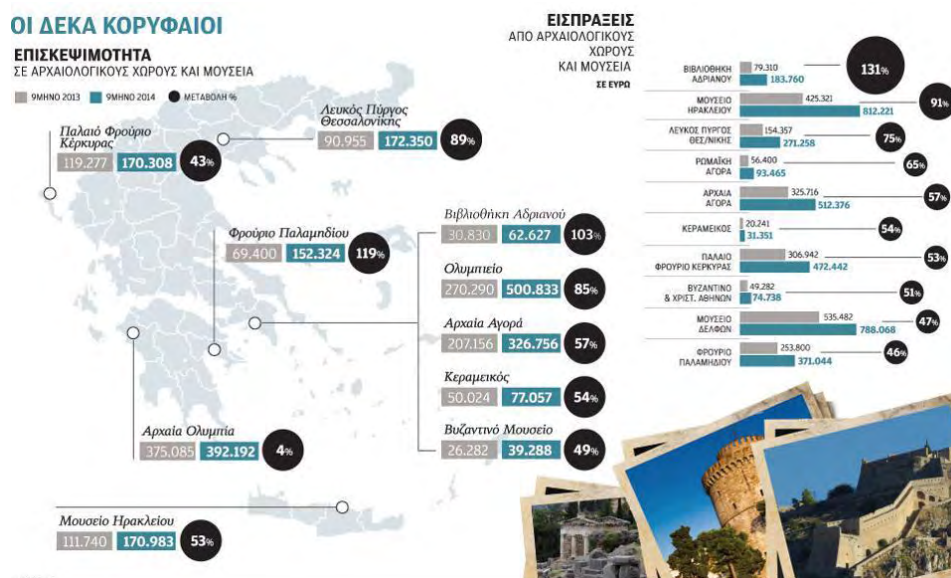 ΟΙ ΔΕΚΑ ΚΟΡΥΦΑΙΟΙ
ΕΠΙΣΚΕΨΙΜΟΤΗΤΑ
ΣΕ ΑΡΧΑΙΟΛΟΓΙΚΟΥΣ ΧΩΡΟΥΣ ΚΑΙ ΜΟΥΣΕΙΑ
9ΜΗΝΟ 2013 9ΜΗΝΟ 2014 ΜΕΤΑΒΟΛΗ %
Παλαιό Φρούριο
Κέρκυρας
119.277 170.308 43%
Λευκός Πύργος
Θεσσαλονίκης
90.955 172.350 89%
Φρούριο Παλαμηδίου
69.400 152.324 119%
Βιβλιοθήκη Αδριανού
30.830 62.627 103%
Ολυμπιείο
270.290 500.833 85%
Αρχαία Αγορά
207.156 326.756 57%
Κεραμεικός
50.024 77.057 54%
Βυζαντινό Μουσείο
26.282 39.288 49%
Αρχαία Ολυμπία
375.085 392.192 4%
Μουσείο Ηρακλείου
111.740 170.983 53%
ΕΙΣΠΡΑΞΕΙΣ
ΑΠΟ ΑΡΧΑΙΟΛΟΓΙΚΟΥΣ
ΧΩΡΟΥΣ
ΚΑΙ ΜΟΥΣΕΙΑ
ΣΕ ΕΥΡΩ
ΒΙΒΛΙΟΘΗΚΗ
ΑΔΡΙΑΝΟΥ
79.310
183.760
131%
ΜΟΥΣΕΙΟ
ΗΡΑΚΛΕΙΟΥ
425.321
812.221
91%
ΛΕΥΚΟΣ ΠΥΡΓΟΣ
ΘΕΣ/ΝΙΚΗΣ
154.357
271.258
75%
ΡΩΜΑΪΚΗ
ΑΓΟΡΑ
56.400
93.465
65%
ΑΡΧΑΙΑ
ΑΓΟΡΑ
325.716
512.376
57%
ΚΕΡΑΜΕΙΚΟΣ
20.241
31.351
54%
ΠΑΛΑΙΟ
ΦΡΟΥΡΙΟ ΚΕΡΚΥΡΑΣ
306.942
472.442
53%
ΒΥΖΑΝΤΙΝΟ
& ΧΡΙΣΤ. ΑΘΗΝΩΝ
49.282
74.738
51%
ΜΟΥΣΕΙΟ
ΔΕΛΦΩΝ
535.482
788.068
47%
ΦΡΟΥΡΙΟ
ΠΑΛΑΜΗΔΙΟΥ
253.800
371.044
46%